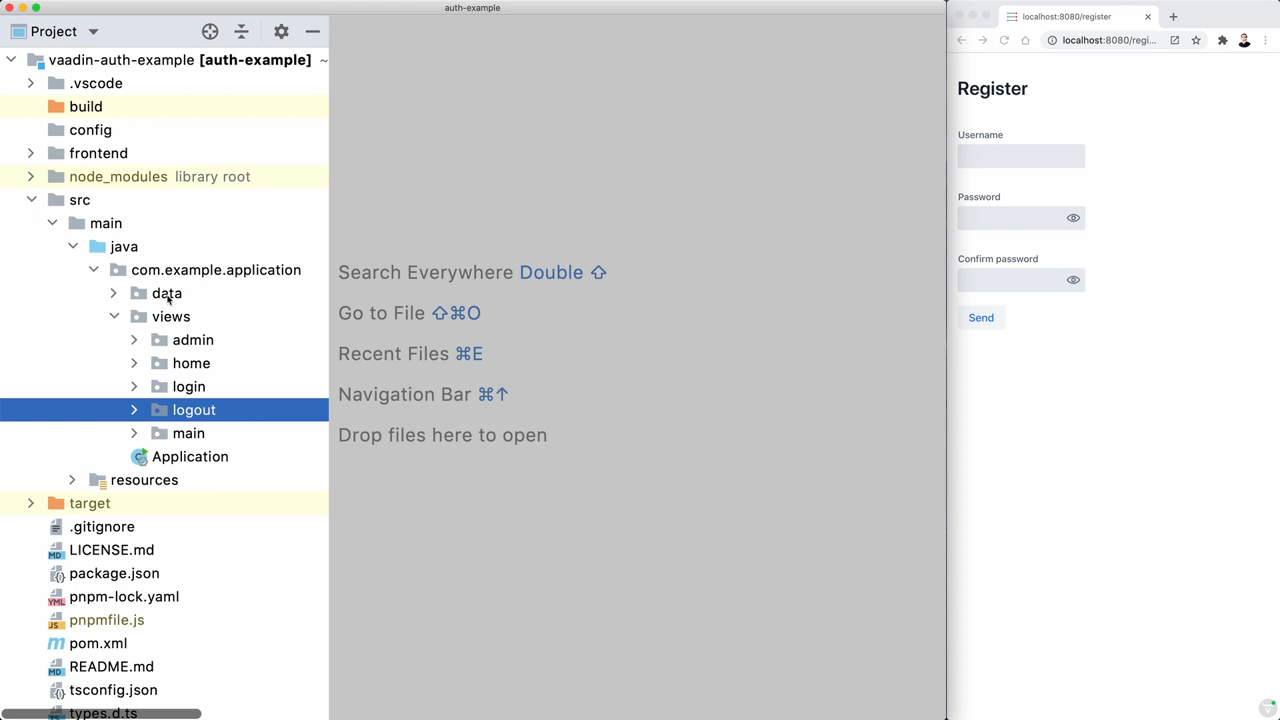 auth-example
Project
vaadin-auth-example [auth-example] ~
.vscode
build
config
frontend
node_modules library root
src
main
java
com.example.application
data
views
admin
home
login
logout
main
Application
resources
target
.gitignore
MD LICENSE.md
package.json
YML pnpm-lock.yaml
JS pnpmfile.js
m pom.xml
MD README.md
tsconfig.json
types.d.ts
Search Everywhere Double ⇧
Go to File ⇧⌘O
Recent Files ⌘E
Navigation Bar ⌘↑
Drop files here to open
localhost:8080/register
localhost:8080/regi...
Register
Username
Password
Confirm password
Send